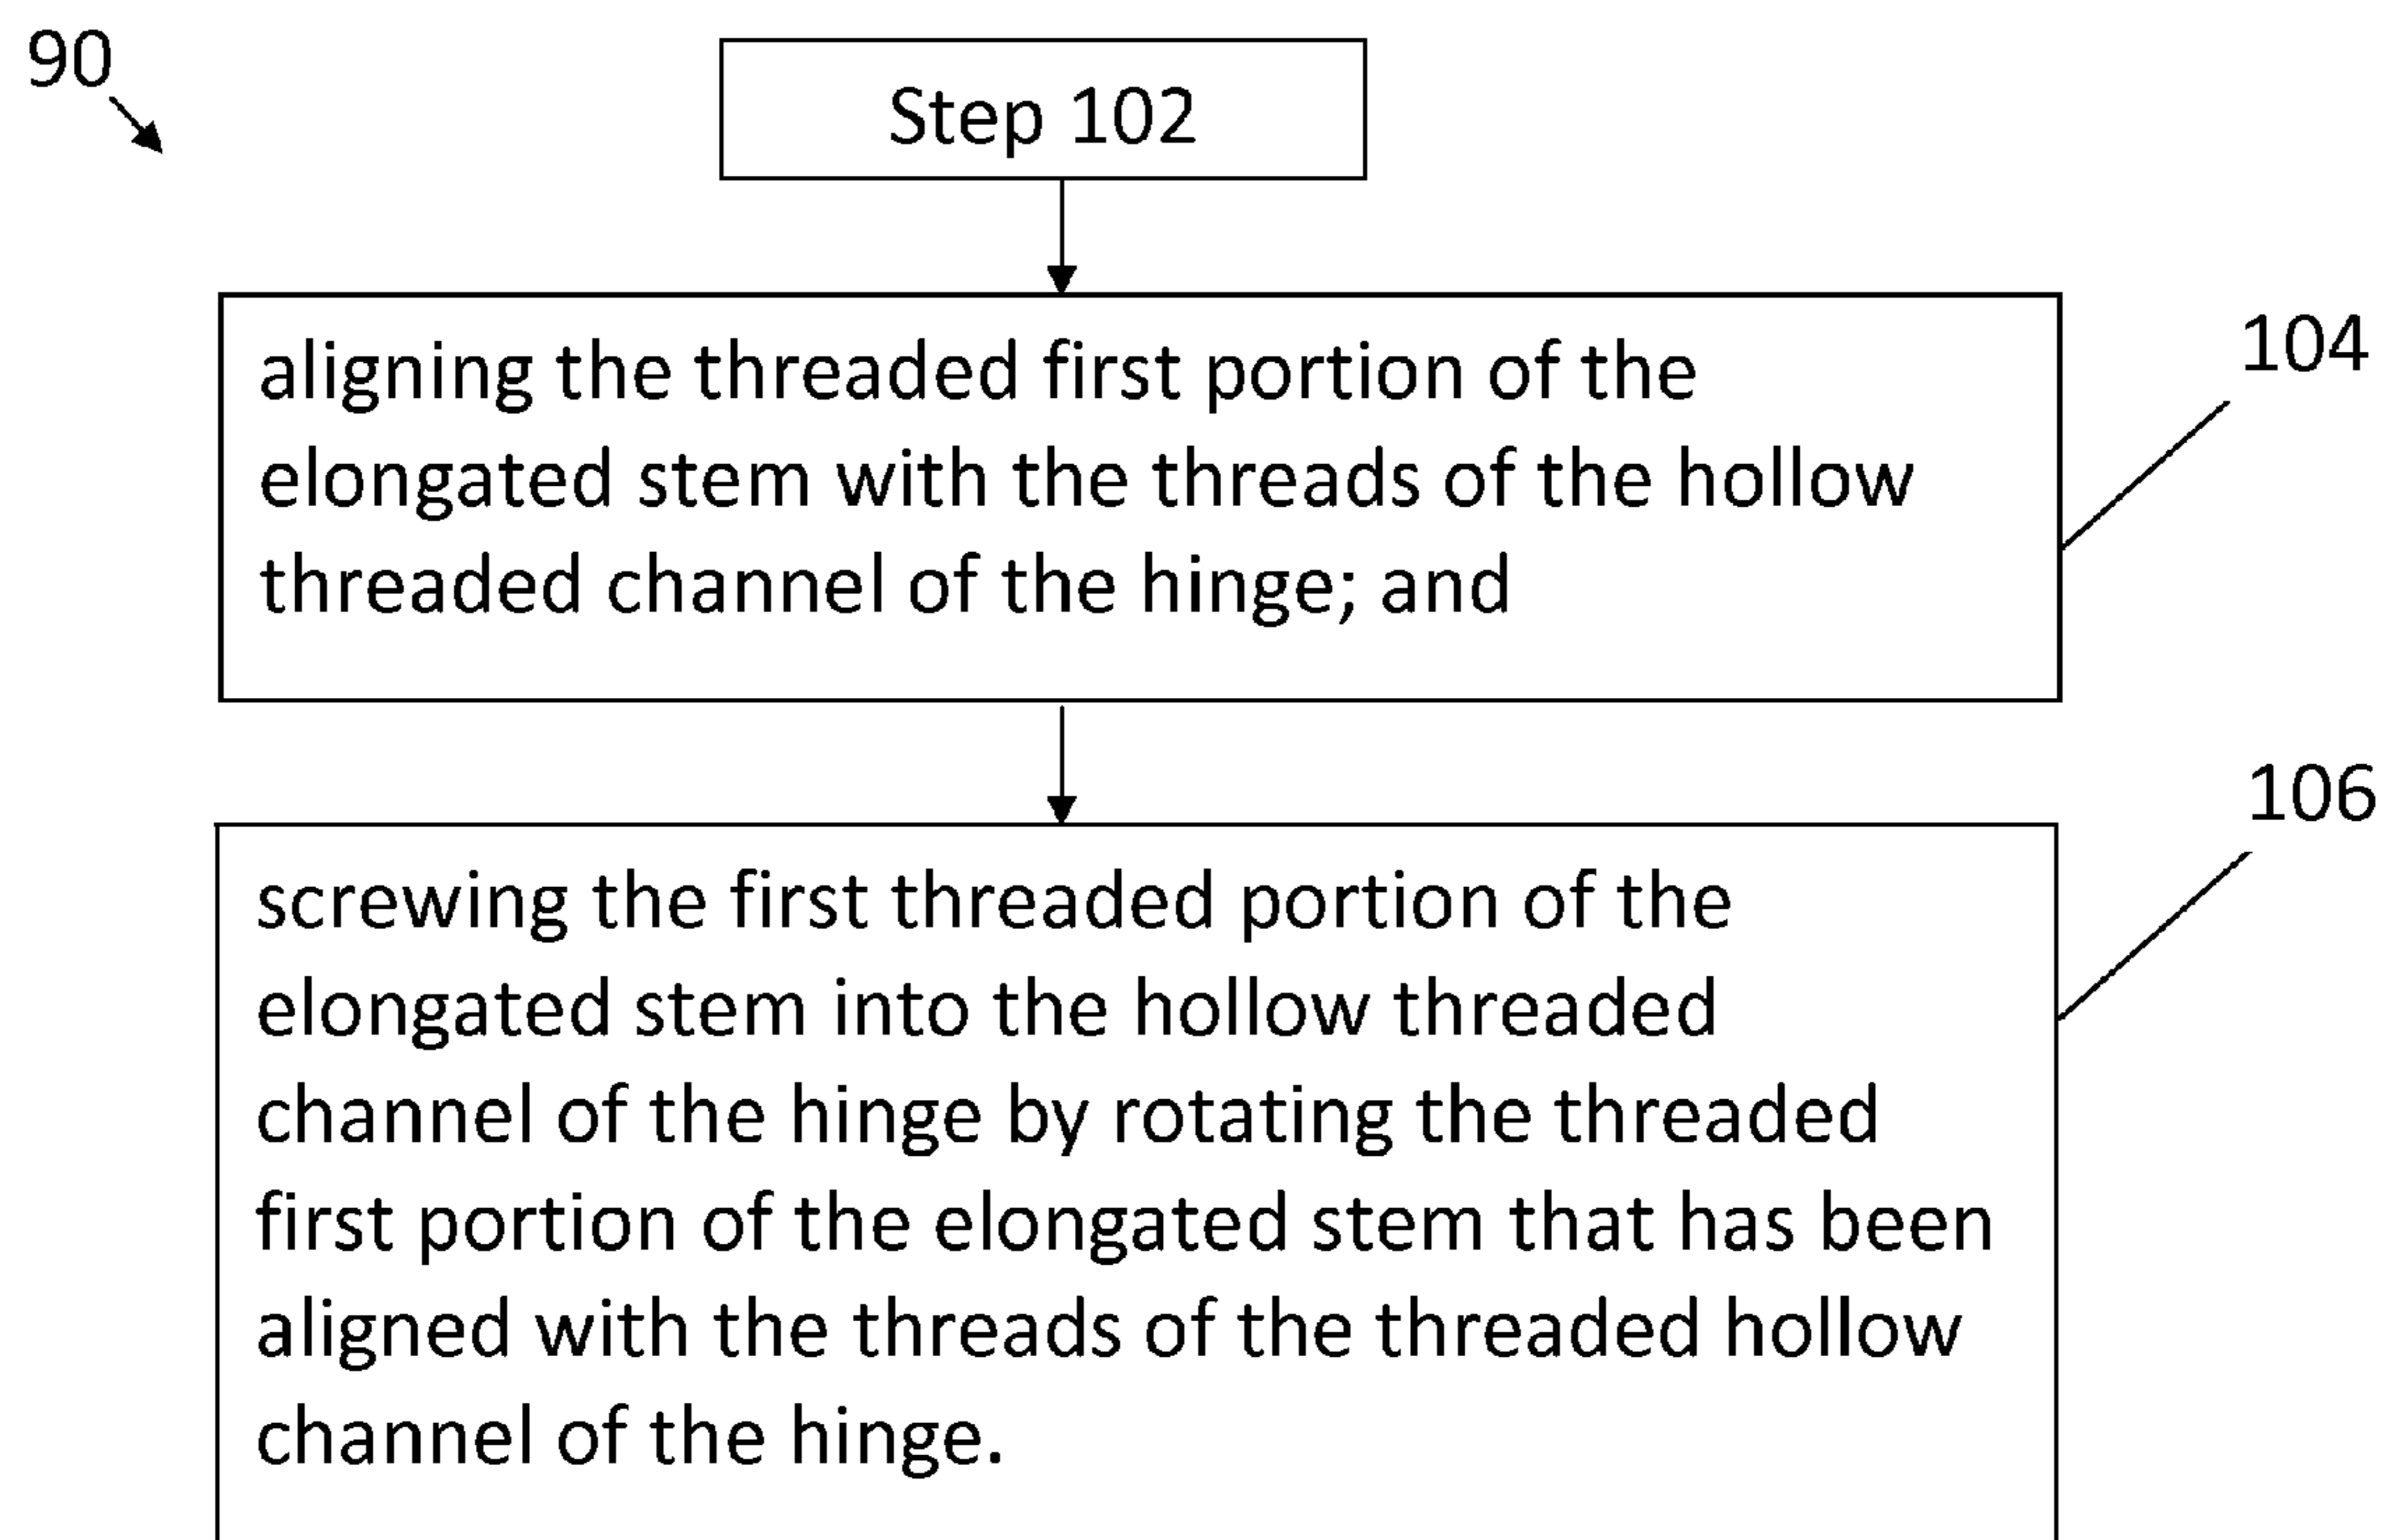 90
Step 102
104
aligning the threaded first portion of the
elongated stem with the threads of the hollow
threaded channel of the hinge; and
106
screwing the first threaded portion of the
elongated stem into the hollow threaded
channel of the hinge by rotating the threaded
first portion of the elongated stem that has been
aligned with the threads of the threaded hollow
channel of the hinge.